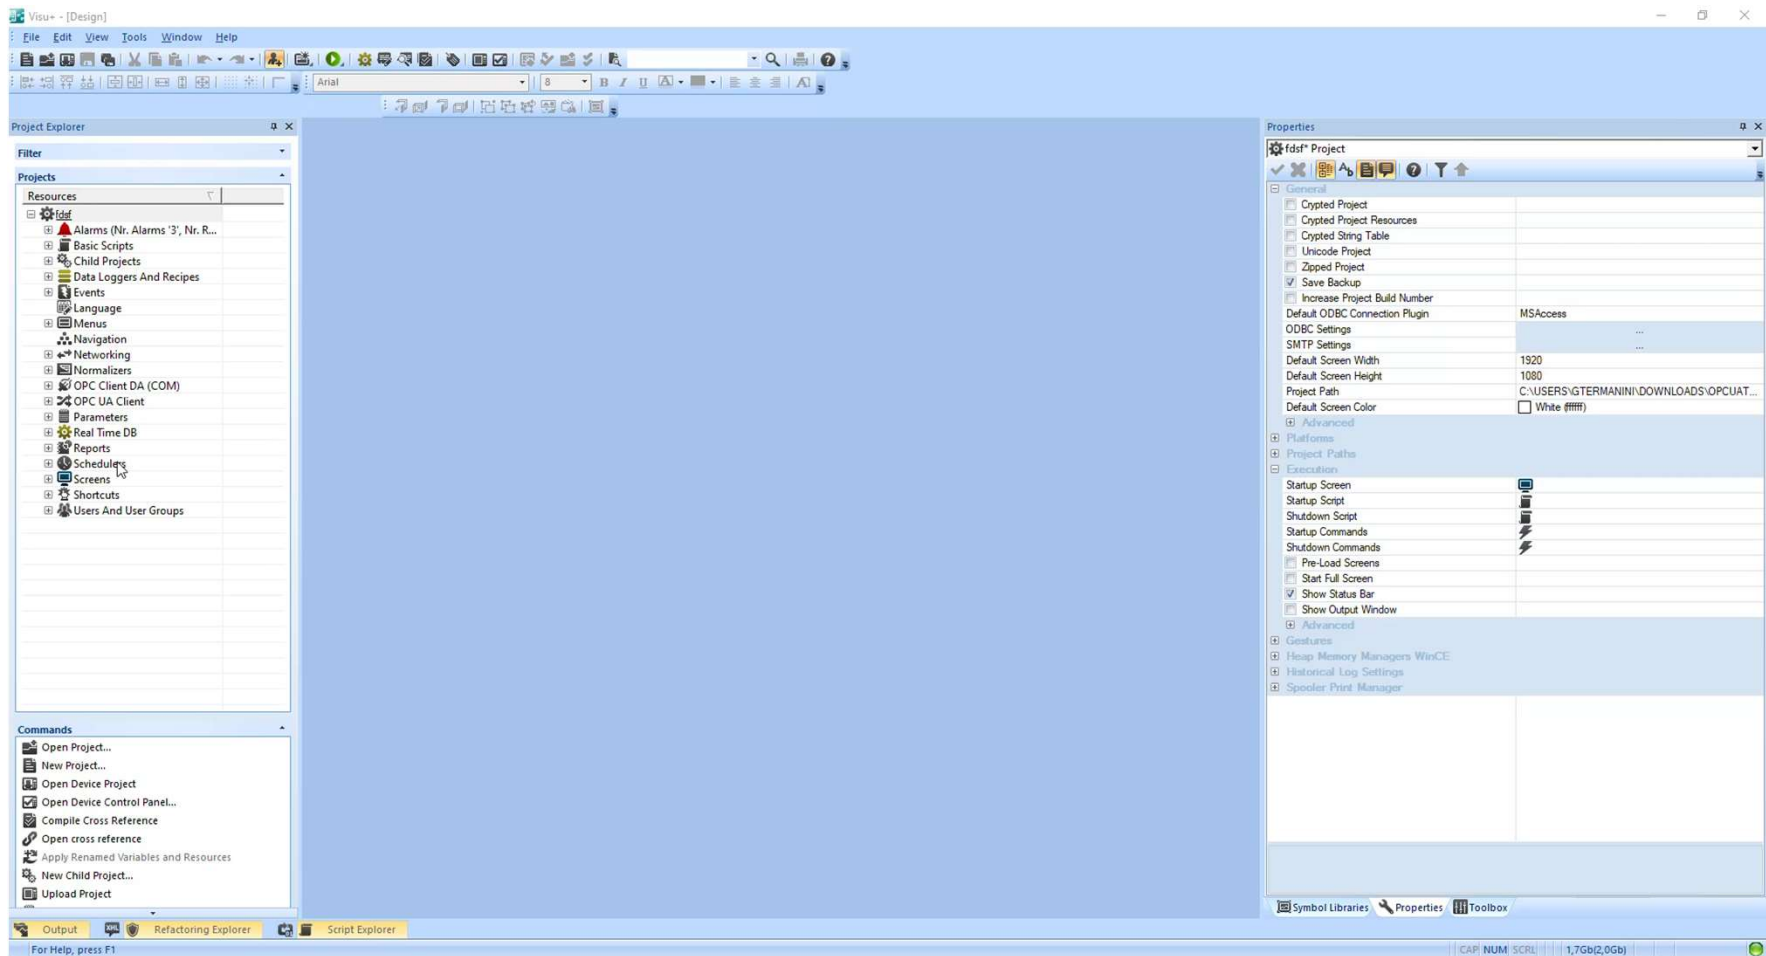 Visu+ - [Design]
File Edit View Tools Window Help
Arial 8 B I U A
Project Explorer
Filter
Projects
Resources
fdsf
Alarms (Nr. Alarms '3', Nr. R...
Basic Scripts
Child Projects
Data Loggers And Recipes
Events
Language
Menus
Navigation
Networking
Normalizers
OPC Client DA (COM)
OPC UA Client
Parameters
Real Time DB
Reports
Schedulers
Screens
Shortcuts
Users And User Groups
Commands
Open Project...
New Project...
Open Device Project
Open Device Control Panel...
Compile Cross Reference
Open cross reference
Apply Renamed Variables and Resources
New Child Project...
Upload Project
Output Refactoring Explorer Script Explorer
For Help, press F1
Properties
fdsf* Project
General
Crypted Project
Crypted Project Resources
Crypted String Table
Unicode Project
Zipped Project
Save Backup
Increase Project Build Number
Default ODBC Connection Plugin MSAccess
ODBC Settings ...
SMTP Settings ...
Default Screen Width 1920
Default Screen Height 1080
Project Path C:\USERS\GTERMANINI\DOWNLOADS\OPCUAT...
Default Screen Color White (ffffff)
Advanced
Platforms
Project Paths
Execution
Startup Screen
Startup Script
Shutdown Script
Startup Commands
Shutdown Commands
Pre-Load Screens
Start Full Screen
Show Status Bar
Show Output Window
Advanced
Gestures
Heap Memory Managers WinCE
Historical Log Settings
Spooler Print Manager
Symbol Libraries Properties Toolbox
CAP NUM SCRL 1,7Gb(2,0Gb)